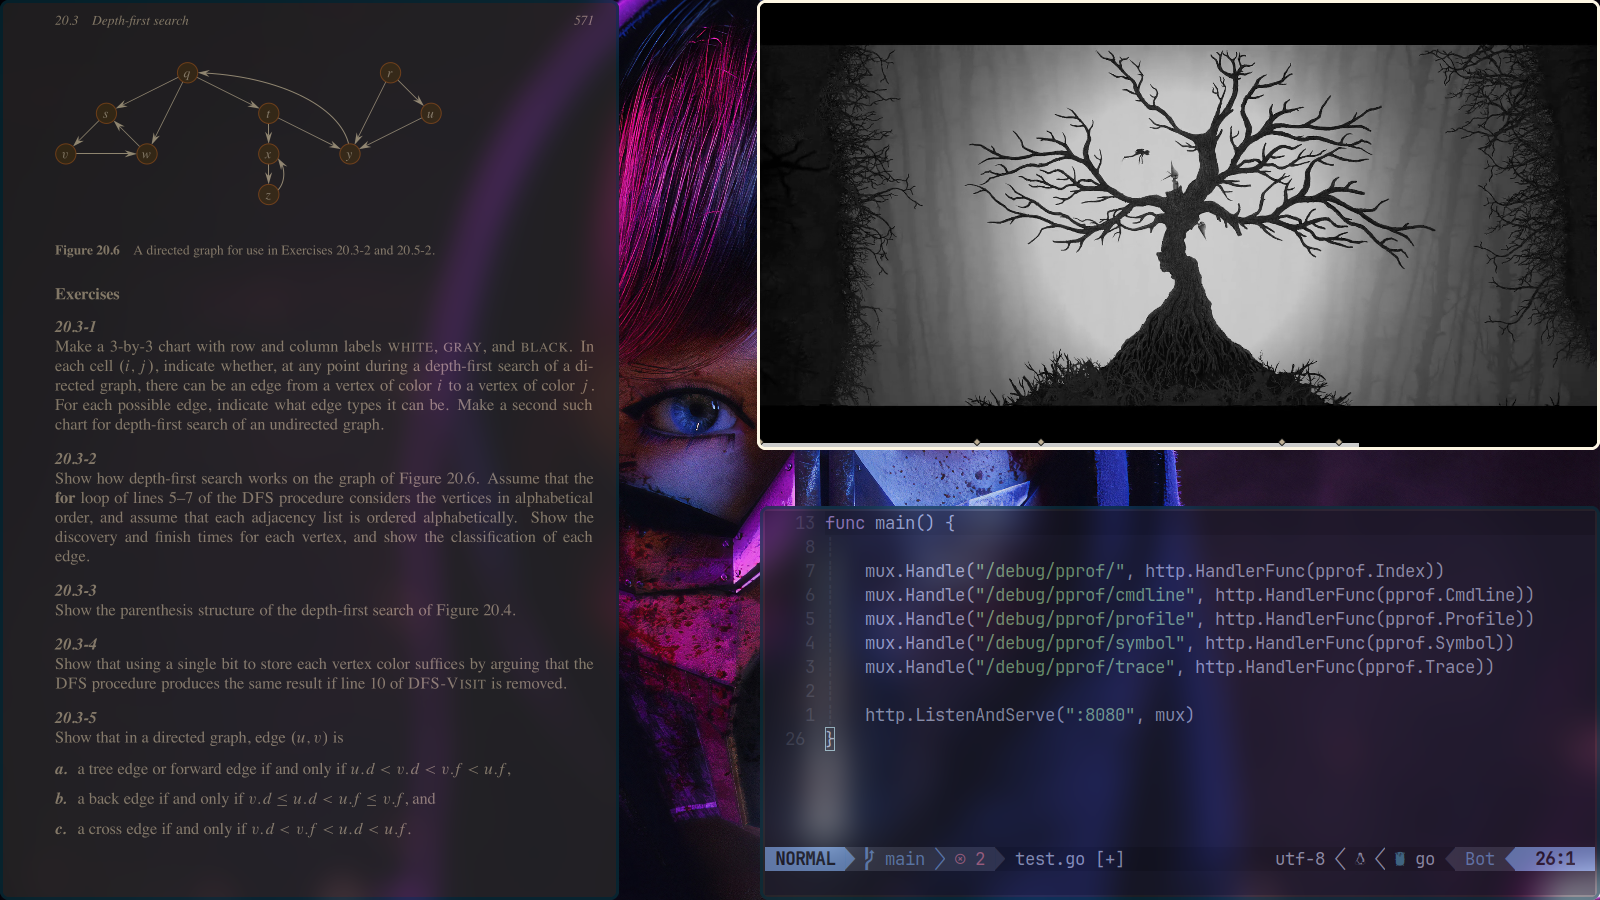 20.3 Depth-first search 571
q r
s t u
v w x y
z
Figure 20.6 A directed graph for use in Exercises 20.3-2 and 20.5-2.
Exercises
20.3-1
Make a 3-by-3 chart with row and column labels WHITE, GRAY, and BLACK. In
each cell (i, j), indicate whether, at any point during a depth-first search of a di-
rected graph, there can be an edge from a vertex of color i to a vertex of color j.
For each possible edge, indicate what edge types it can be. Make a second such
chart for depth-first search of an undirected graph.
20.3-2
Show how depth-first search works on the graph of Figure 20.6. Assume that the
for loop of lines 5–7 of the DFS procedure considers the vertices in alphabetical
order, and assume that each adjacency list is ordered alphabetically. Show the
discovery and finish times for each vertex, and show the classification of each
edge.
20.3-3
Show the parenthesis structure of the depth-first search of Figure 20.4.
20.3-4
Show that using a single bit to store each vertex color suffices by arguing that the
DFS procedure produces the same result if line 10 of DFS-VISIT is removed.
20.3-5
Show that in a directed graph, edge (u, v) is
a. a tree edge or forward edge if and only if u.d < v.d < v.f < u.f,
b. a back edge if and only if v.d ≤ u.d < u.f ≤ v.f, and
c. a cross edge if and only if v.d < v.f < u.d < u.f.
13 func main() {
8
7 mux.Handle("/debug/pprof/", http.HandlerFunc(pprof.Index))
6 mux.Handle("/debug/pprof/cmdline", http.HandlerFunc(pprof.Cmdline))
5 mux.Handle("/debug/pprof/profile", http.HandlerFunc(pprof.Profile))
4 mux.Handle("/debug/pprof/symbol", http.HandlerFunc(pprof.Symbol))
3 mux.Handle("/debug/pprof/trace", http.HandlerFunc(pprof.Trace))
2
1 http.ListenAndServe(":8080", mux)
26 }
NORMAL main 2 test.go [+] utf-8 go Bot 26:1